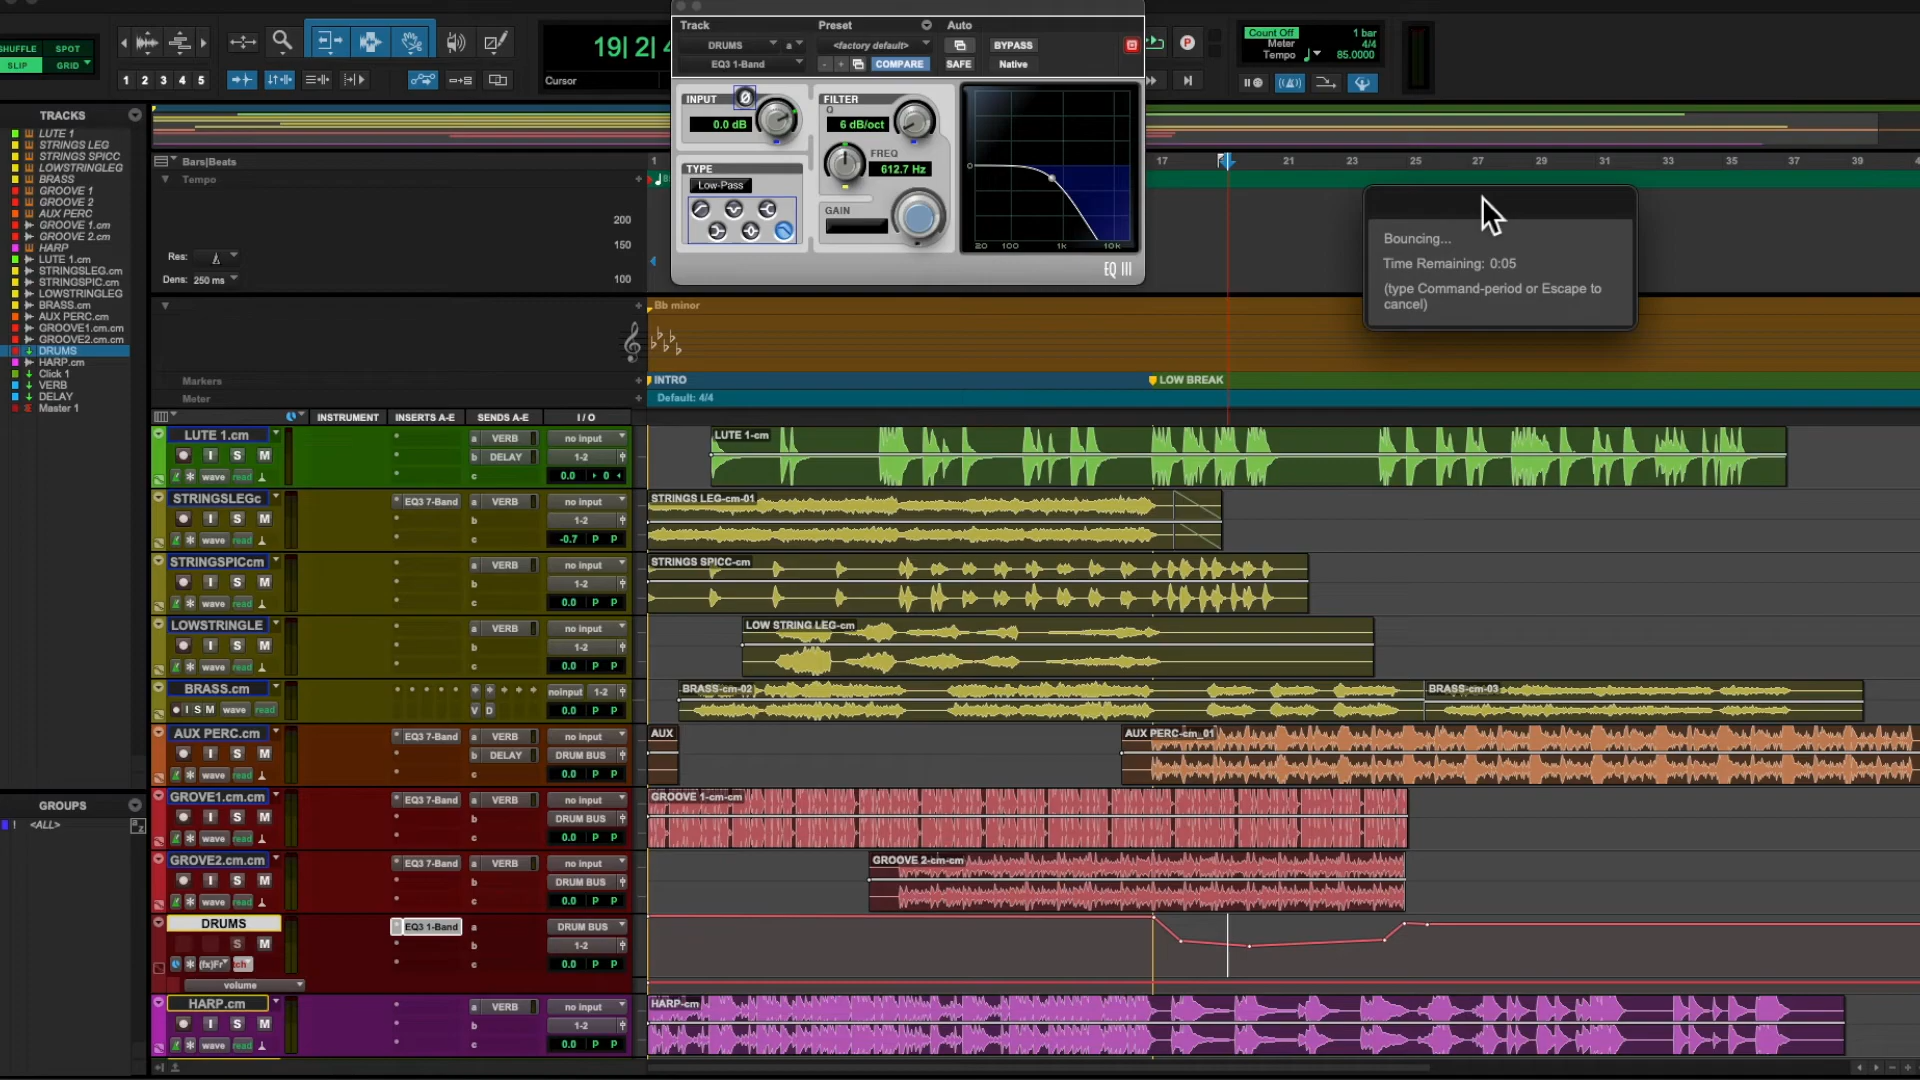 SHUFFLE SPOT
SLIP GRID
1 2 3 4 5
19| 2| 4
Cursor
Track Preset Auto
DRUMS a <factory default> BYPASS
EQ3 1-Band - + COMPARE SAFE Native
INPUT Ø
0.0 dB
TYPE
Low-Pass
FILTER
Q
6 dB/oct
FREQ
612.7 Hz
GAIN
20 100 1k 10k
EQ III
Count Off 1 bar
Meter 4/4
Tempo 85.0000
TRACKS
LUTE 1
STRINGS LEG
STRINGS SPICC
LOWSTRINGLEG
BRASS
GROOVE 1
GROOVE 2
AUX PERC
GROOVE 1.cm
GROOVE 2.cm
HARP
LUTE 1.cm
STRINGSLEG.cm
STRINGSPIC.cm
LOWSTRINGLEG
BRASS.cm
AUX PERC.cm
GROOVE1.cm.cm
GROOVE2.cm.cm
DRUMS
HARP.cm
Click 1
VERB
DELAY
Master 1
GROUPS
! <ALL>
Bars|Beats 1 17 21 23 25 27 29 31 33 35 37 39
Tempo
200
150
100
Res:
Dens: 250 ms
Bb minor
Markers INTRO LOW BREAK
Meter Default: 4/4
Bouncing...
Time Remaining: 0:05
(type Command-period or Escape to
cancel)
INSTRUMENT INSERTS A-E SENDS A-E I / O
LUTE 1.cm a VERB no input LUTE 1-cm
I S M b DELAY 1-2
wave read c 0.0 0
STRINGSLEGc EQ3 7-Band a VERB no input STRINGS LEG-cm-01
I S M b 1-2
wave read c -0.7 P P
STRINGSPICcm a VERB no input STRINGS SPICC-cm
I S M b 1-2
wave read c 0.0 P P
LOWSTRINGLE a VERB no input LOW STRING LEG-cm
I S M b 1-2
wave read c 0.0 P P
BRASS.cm noinput 1-2 BRASS-cm-02 BRASS-cm-03
I S M wave read V D 0.0 P P
AUX PERC.cm EQ3 7-Band a VERB no input AUX AUX PERC-cm_01
I S M b DELAY DRUM BUS
wave read c 0.0 P P
GROVE1.cm.cm EQ3 7-Band a VERB no input GROOVE 1-cm-cm
I S M b DRUM BUS
wave read c 0.0 P P
GROVE2.cm.cm EQ3 7-Band a VERB no input GROOVE 2-cm-cm
I S M b DRUM BUS
wave read c 0.0 P P
DRUMS EQ3 1-Band a DRUM BUS
S M b 1-2
(fx)Fr tch c 0.0 P P
volume
HARP.cm a VERB no input HARP-cm
I S M b 1-2
wave read c 0.0 P P